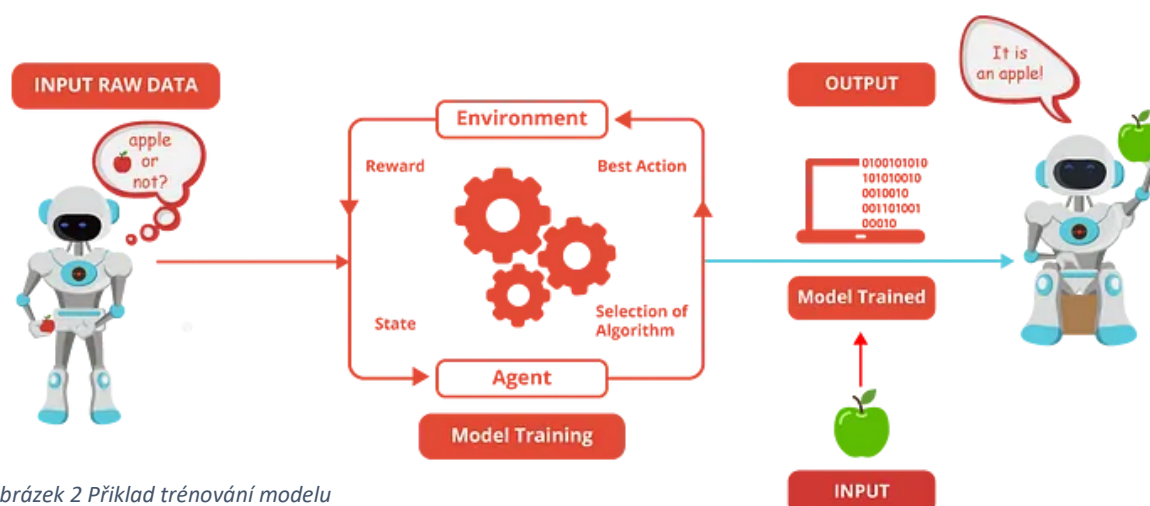 INPUT RAW DATA
apple
or
not?
Environment
Reward
Best Action
State
Selection of
Algorithm
Agent
Model Training
OUTPUT
0100101010
101010010
0010010
001101001
00010
Model Trained
INPUT
It is
an apple!
brázek 2 Přiklad trénování modelu